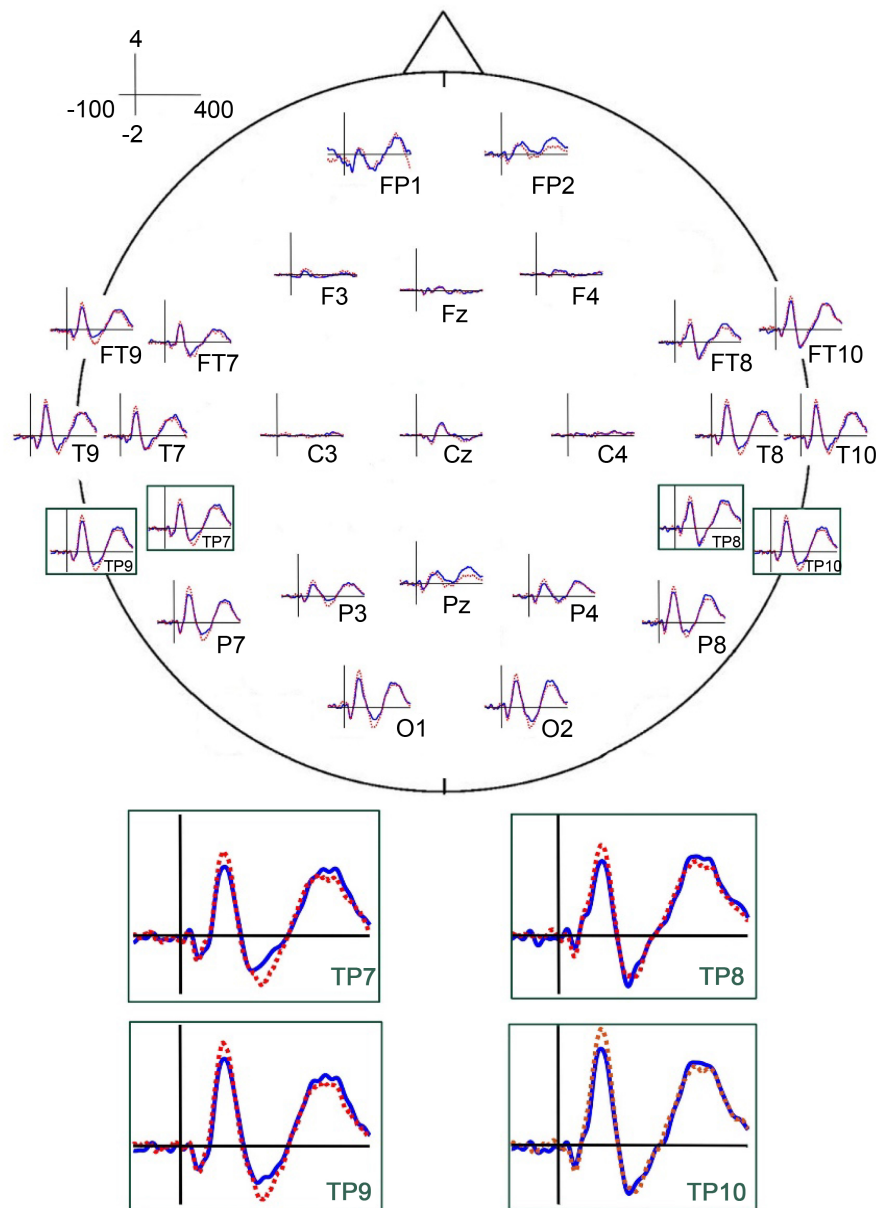 4
-100 400
-2
FP1 FP2
F3 Fz F4
FT9 FT7 FT8 FT10
T9 T7 C3 Cz C4 T8 T10
TP9 TP7 TP8 TP10
P7 P3 Pz P4 P8
O1 O2
TP7 TP8
TP9 TP10